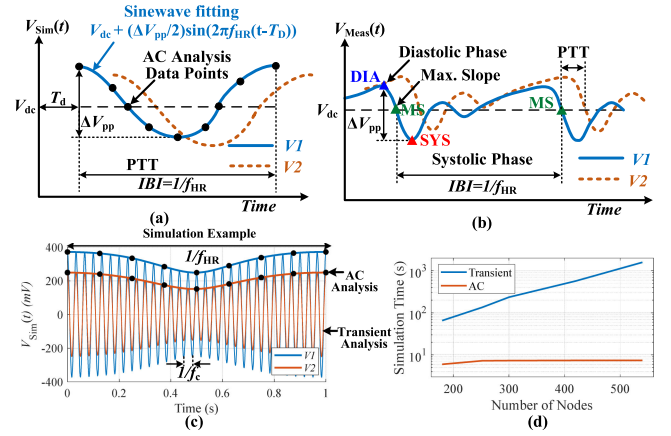 V_Sim(t)
Sinewave fitting
V_dc + (ΔV_pp/2)sin(2πf_HR(t-T_D))
AC Analysis
Data Points
V_dc
T_d
ΔV_pp
V1
V2
PTT
IBI=1/f_HR
Time
(a)
V_Meas(t)
Diastolic Phase
PTT
DIA
Max. Slope
MS
MS
V_dc
ΔV_pp
SYS
V1
V2
Systolic Phase
IBI=1/f_HR
Time
(b)
Simulation Example
400
200
0
-200
-400
V_Sim(t) (mV)
1/f_HR
AC
Analysis
Transient
Analysis
V1
V2
1/f_c
0
0.2
0.4
0.6
0.8
1
Time (s)
(c)
Simulation Time (s)
10^3
10^2
10^1
Transient
AC
200
300
400
500
Number of Nodes
(d)